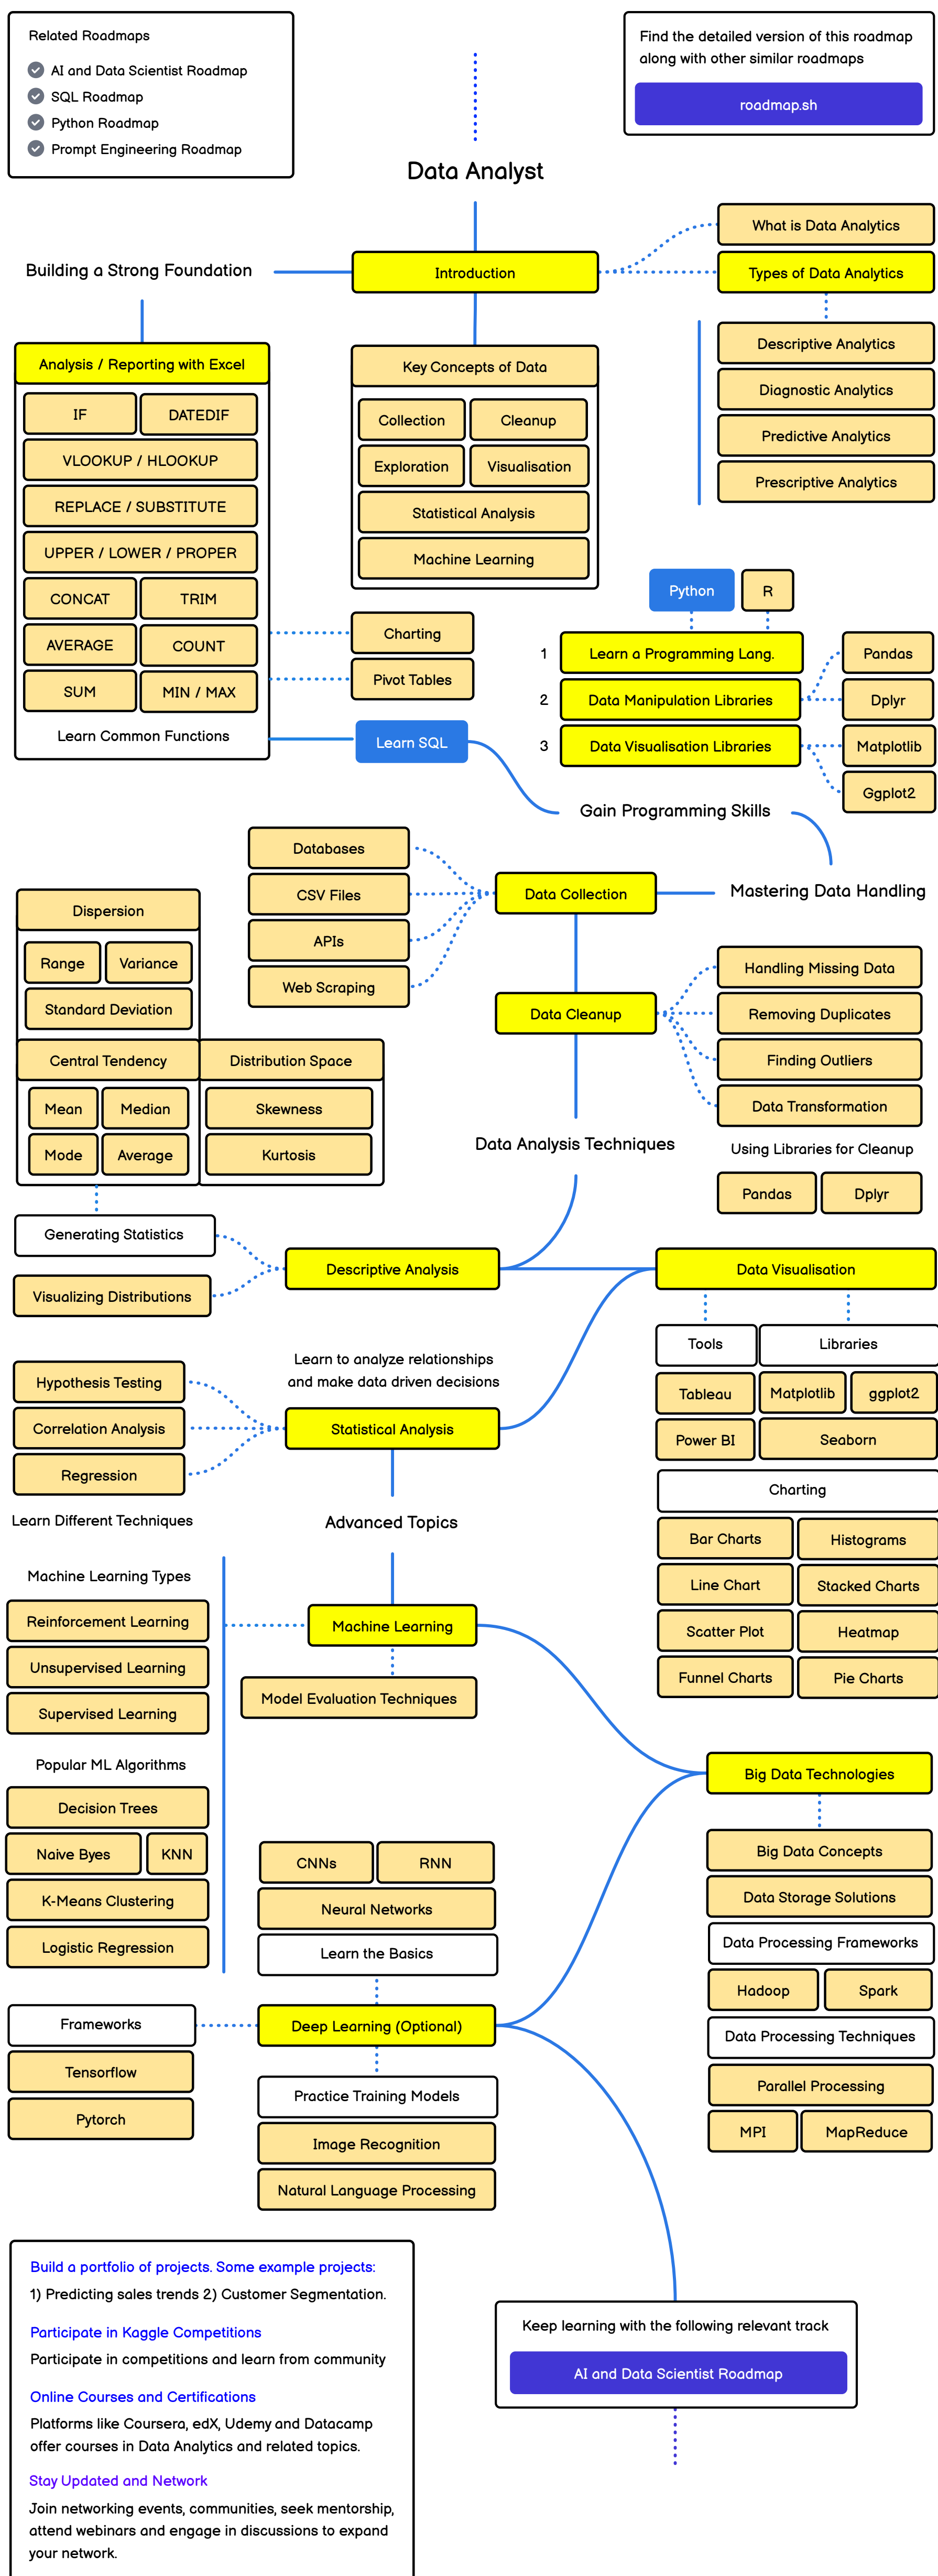 Related Roadmaps
AI and Data Scientist Roadmap
SQL Roadmap
Python Roadmap
Prompt Engineering Roadmap
Find the detailed version of this roadmap
along with other similar roadmaps
roadmap.sh
Data Analyst
What is Data Analytics
Building a Strong Foundation
Introduction
Types of Data Analytics
Descriptive Analytics
Diagnostic Analytics
Predictive Analytics
Prescriptive Analytics
Analysis / Reporting with Excel
IF
DATEDIF
VLOOKUP / HLOOKUP
REPLACE / SUBSTITUTE
UPPER / LOWER / PROPER
CONCAT
TRIM
AVERAGE
COUNT
SUM
MIN / MAX
Learn Common Functions
Key Concepts of Data
Collection
Cleanup
Exploration
Visualisation
Statistical Analysis
Machine Learning
Charting
Pivot Tables
Learn SQL
Python
R
1
Learn a Programming Lang.
2
Data Manipulation Libraries
3
Data Visualisation Libraries
Pandas
Dplyr
Matplotlib
Ggplot2
Gain Programming Skills
Mastering Data Handling
Data Collection
Databases
CSV Files
APIs
Web Scraping
Data Cleanup
Handling Missing Data
Removing Duplicates
Finding Outliers
Data Transformation
Using Libraries for Cleanup
Pandas
Dplyr
Data Analysis Techniques
Dispersion
Range
Variance
Standard Deviation
Central Tendency
Distribution Space
Mean
Median
Skewness
Mode
Average
Kurtosis
Generating Statistics
Visualizing Distributions
Descriptive Analysis
Data Visualisation
Tools
Libraries
Tableau
Matplotlib
ggplot2
Power BI
Seaborn
Charting
Bar Charts
Histograms
Line Chart
Stacked Charts
Scatter Plot
Heatmap
Funnel Charts
Pie Charts
Learn to analyze relationships
and make data driven decisions
Statistical Analysis
Hypothesis Testing
Correlation Analysis
Regression
Learn Different Techniques
Advanced Topics
Machine Learning Types
Reinforcement Learning
Unsupervised Learning
Supervised Learning
Machine Learning
Model Evaluation Techniques
Popular ML Algorithms
Decision Trees
Naive Byes
KNN
K-Means Clustering
Logistic Regression
Big Data Technologies
Big Data Concepts
Data Storage Solutions
Data Processing Frameworks
Hadoop
Spark
Data Processing Techniques
Parallel Processing
MPI
MapReduce
CNNs
RNN
Neural Networks
Learn the Basics
Deep Learning (Optional)
Frameworks
Tensorflow
Pytorch
Practice Training Models
Image Recognition
Natural Language Processing
Build a portfolio of projects. Some example projects:
1) Predicting sales trends 2) Customer Segmentation.
Participate in Kaggle Competitions
Participate in competitions and learn from community
Online Courses and Certifications
Platforms like Coursera, edX, Udemy and Datacamp
offer courses in Data Analytics and related topics.
Stay Updated and Network
Join networking events, communities, seek mentorship,
attend webinars and engage in discussions to expand
your network.
Keep learning with the following relevant track
AI and Data Scientist Roadmap